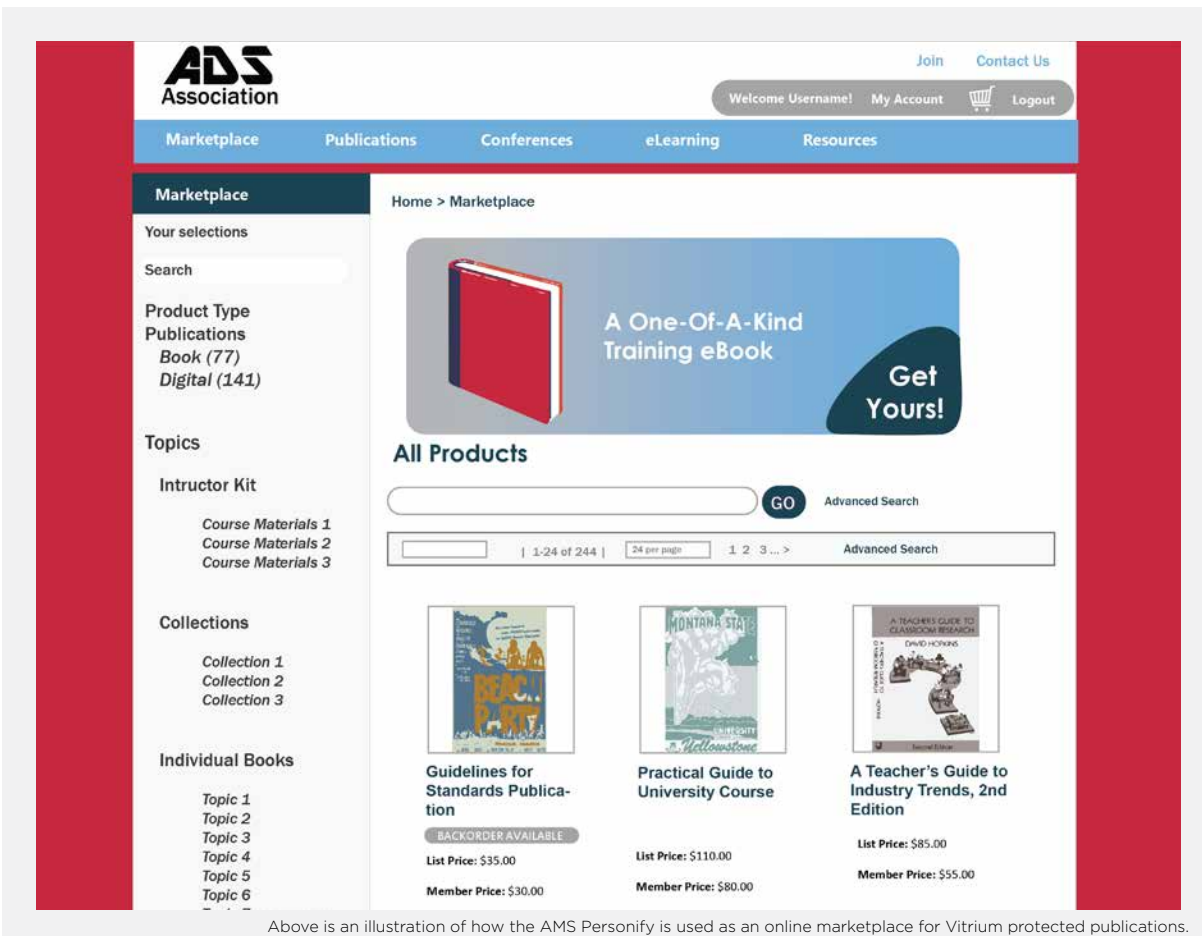 ADS
Association
Join Contact Us
Welcome Username! My Account Logout
Marketplace Publications Conferences eLearning Resources
Marketplace
Your selections
Search
Product Type
Publications
Book (77)
Digital (141)
Topics
Intructor Kit
Course Materials 1
Course Materials 2
Course Materials 3
Collections
Collection 1
Collection 2
Collection 3
Individual Books
Topic 1
Topic 2
Topic 3
Topic 4
Topic 5
Topic 6
Home > Marketplace
A One-Of-A-Kind
Training eBook
Get
Yours!
All Products
GO Advanced Search
| 1-24 of 244 | 24 per page 1 2 3 ... > Advanced Search
BEACH
PARTY
Guidelines for
Standards Publica-
tion
BACKORDER AVAILABLE
List Price: $35.00
Member Price: $30.00
MONTANA STATE
UNIVERSITY
Yellowstone
Practical Guide to
University Course
List Price: $110.00
Member Price: $80.00
A TEACHER'S GUIDE TO
CLASSROOM RESEARCH
DAVID HOPKINS
Second Edition
A Teacher's Guide to
Industry Trends, 2nd
Edition
List Price: $85.00
Member Price: $55.00
Above is an illustration of how the AMS Personify is used as an online marketplace for Vitrium protected publications.